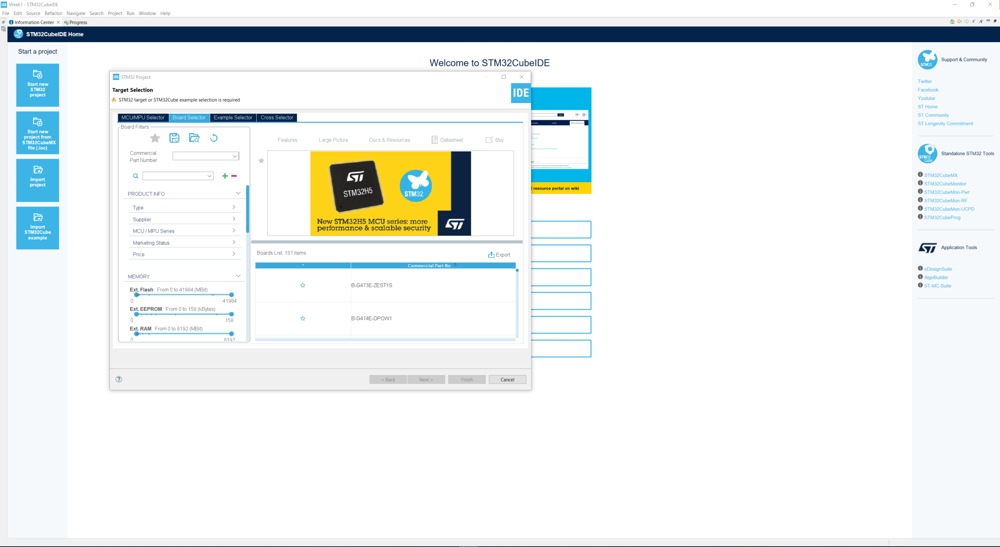 IDE Week1 - STM32CubeIDE
File Edit Source Refactor Navigate Search Project Run Window Help
Information Center Progress
STM32CubeIDE Home
Start a project
Start new
STM32
project
Start new
project from
STM32CubeMX
file (.ioc)
Import
project
Import
STM32Cube
example
Welcome to STM32CubeIDE
IDE STM32 Project
Target Selection
STM32 target or STM32Cube example selection is required
IDE
MCU/MPU Selector Board Selector Example Selector Cross Selector
Board Filters
Commercial
Part Number
PRODUCT INFO
Type
Supplier
MCU / MPU Series
Marketing Status
Price
MEMORY
Ext. Flash From 0 to 41984 (MBit)
0 41984
Ext. EEPROM From 0 to 158 (kBytes)
0 158
Ext. RAM From 0 to 8192 (MBit)
0 8192
Features Large Picture Docs & Resources Datasheet Buy
STM32H5
STM32
New STM32H5 MCU series: more
performance & scalable security
Boards List: 187 items
Export
* Commercial Part No
B-G473E-ZEST1S
B-G474E-DPOW1
< Back Next > Finish Cancel
resource portal on wiki
STM32
Support & Community
Twitter
Facebook
Youtube
ST Home
ST Community
ST Longevity Commitment
STM32
Cube
Standalone STM32 Tools
STM32CubeMX
STM32CubeMonitor
STM32CubeMon-Pwr
STM32CubeMon-RF
STM32CubeMon-UCPD
STM32CubeProg
Application Tools
eDesignSuite
AlgoBuilder
ST-MC-Suite